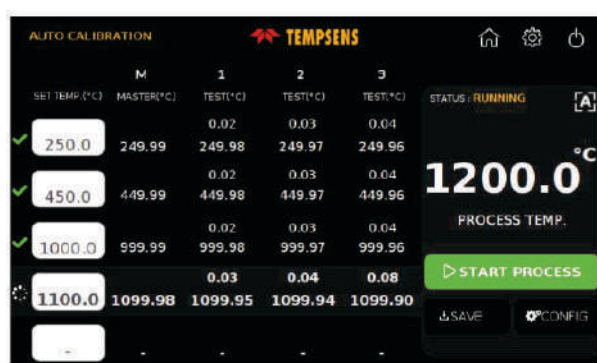 AUTO CALIBRATION
TEMPSENS
M 1 2 3
SET TEMP.(°C) MASTER(°C) TEST(°C) TEST(°C) TEST(°C)
0.02 0.03 0.04
250.0 249.99 249.98 249.97 249.96
0.02 0.03 0.04
450.0 449.99 449.98 449.97 449.96
0.02 0.03 0.04
1000.0 999.99 999.98 999.97 999.96
0.03 0.04 0.08
1100.0 1099.98 1099.95 1099.94 1099.90
- - - - -
STATUS : RUNNING [A]
1200.0 °C
PROCESS TEMP.
START PROCESS
SAVE CONFIG